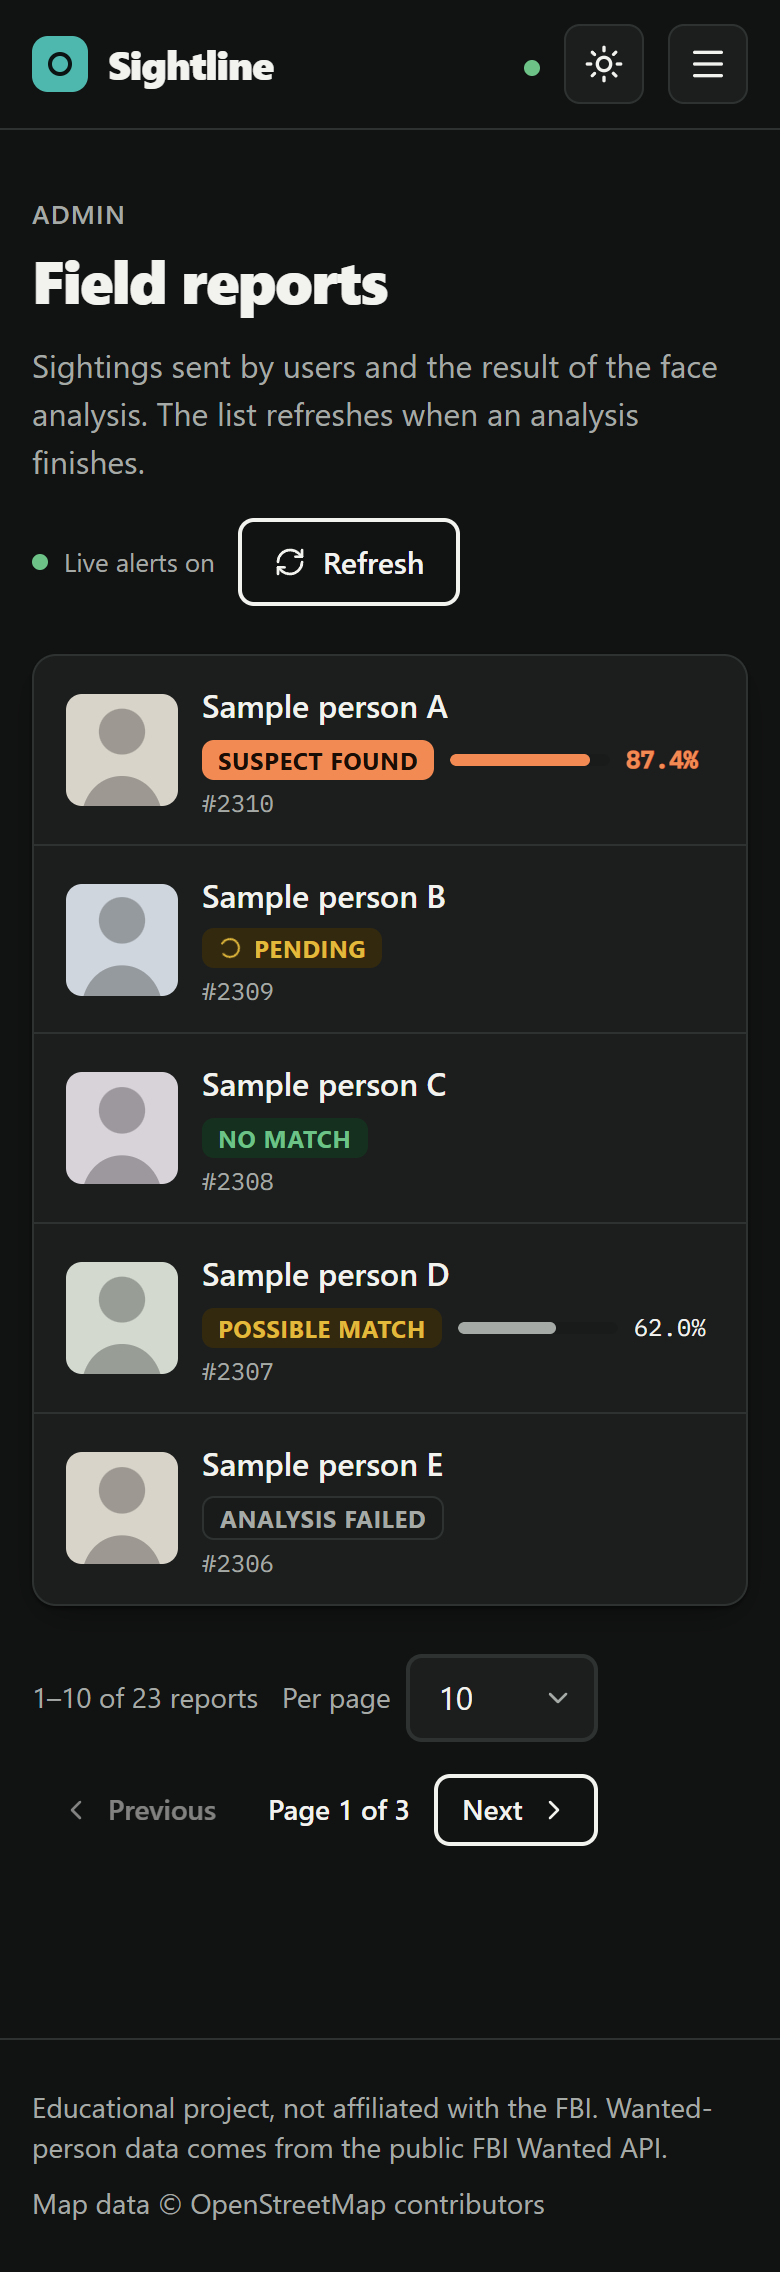 Sightline
ADMIN
Field reports
Sightings sent by users and the result of the face
analysis. The list refreshes when an analysis
finishes.
Live alerts on
Refresh
Sample person A
SUSPECT FOUND 87.4%
#2310
Sample person B
PENDING
#2309
Sample person C
NO MATCH
#2308
Sample person D
POSSIBLE MATCH 62.0%
#2307
Sample person E
ANALYSIS FAILED
#2306
1–10 of 23 reports Per page 10
Previous Page 1 of 3 Next
Educational project, not affiliated with the FBI. Wanted-
person data comes from the public FBI Wanted API.
Map data © OpenStreetMap contributors